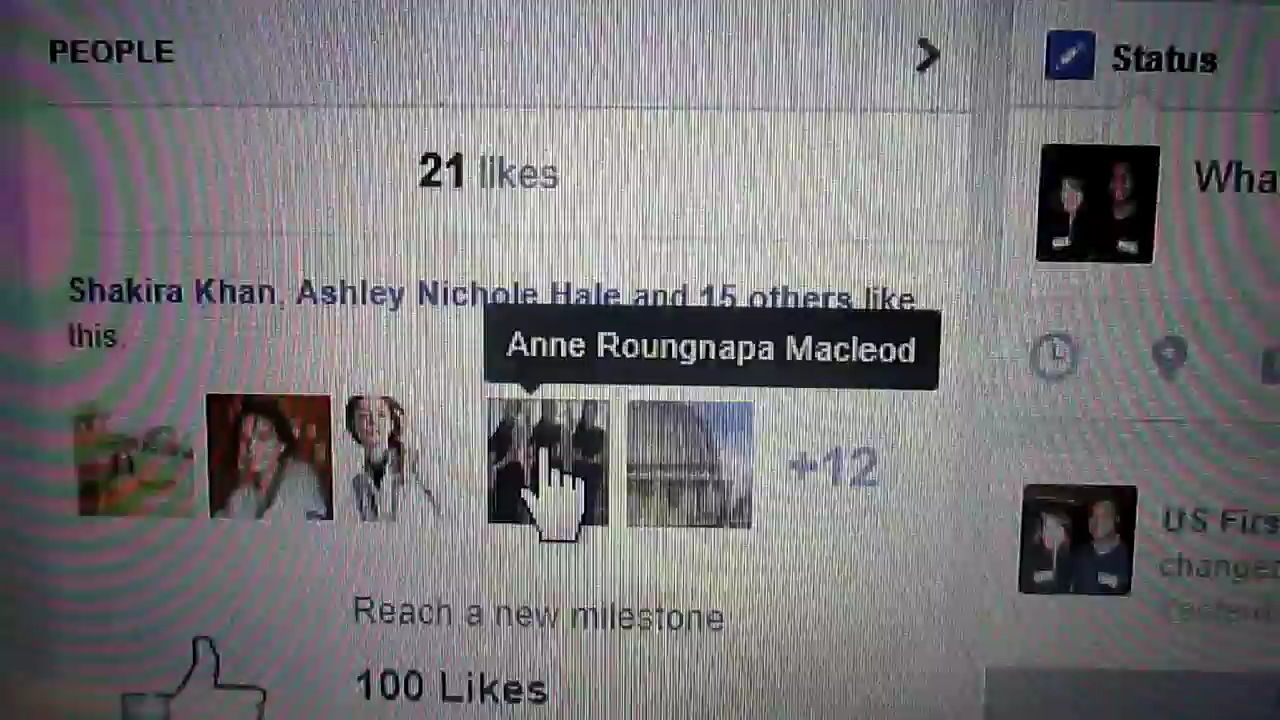 PEOPLE
Status
21 likes
Wha
Shakira Khan, Ashley Nichole Hale and 15 others like
this.
Anne Roungnapa Macleod
+12
US Firs
change
Reach a new milestone
100 Likes